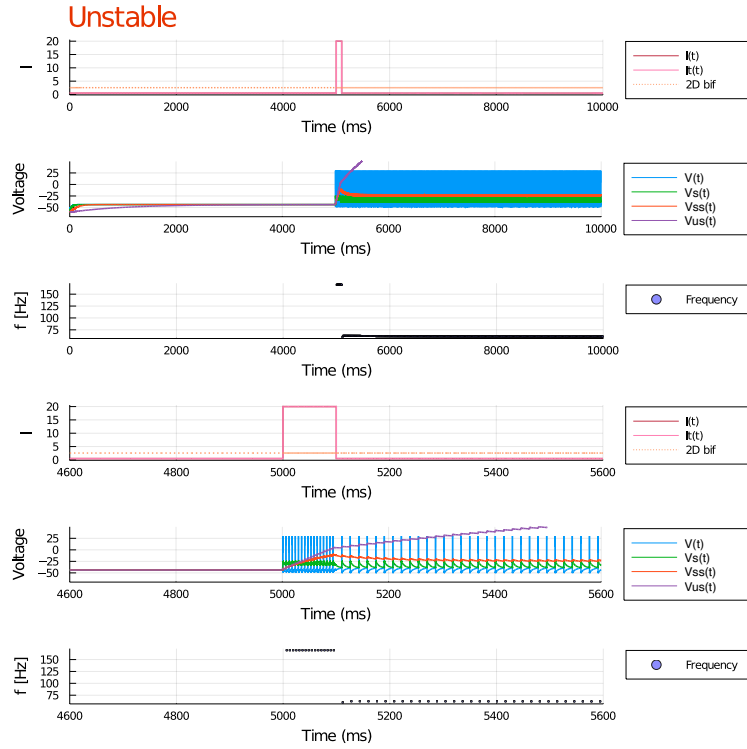 Unstable
I
20
15
10
5
0
0
2000
4000
6000
8000
10000
Time (ms)
I(t)
It(t)
2D bif
Voltage
25
0
−25
−50
0
2000
4000
6000
8000
10000
Time (ms)
V(t)
Vs(t)
Vss(t)
Vus(t)
f [Hz]
150
125
100
75
0
2000
4000
6000
8000
10000
Time (ms)
Frequency
I
20
15
10
5
0
4600
4800
5000
5200
5400
5600
Time (ms)
I(t)
It(t)
2D bif
Voltage
25
0
−25
−50
4600
4800
5000
5200
5400
5600
Time (ms)
V(t)
Vs(t)
Vss(t)
Vus(t)
f [Hz]
150
125
100
75
4600
4800
5000
5200
5400
5600
Time (ms)
Frequency